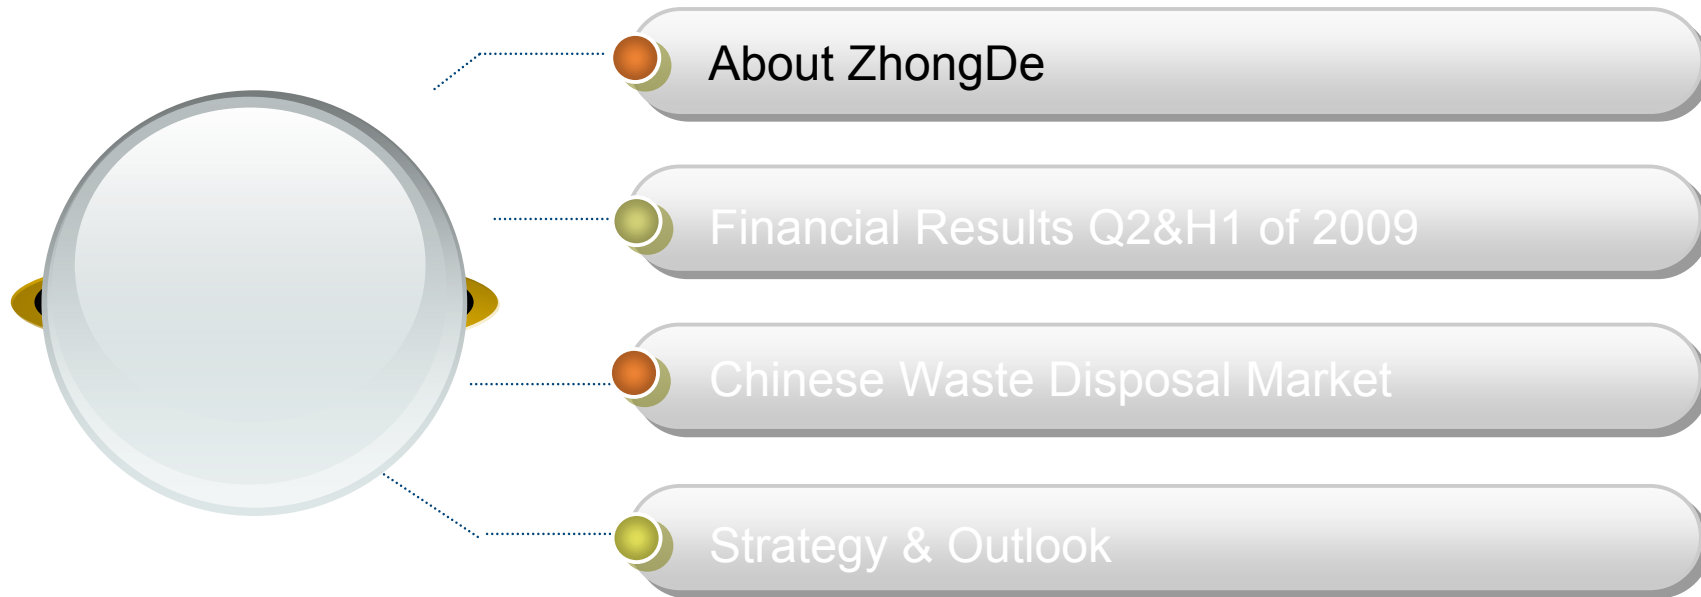 About ZhongDe
Financial Results Q2&H1 of 2009
Chinese Waste Disposal Market
Strategy & Outlook